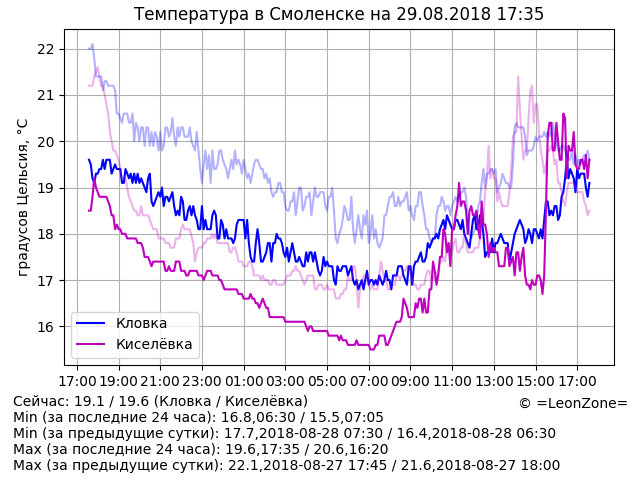 Температура в Смоленске на 29.08.2018 17:35
градусов Цельсия, °C
22
21
20
19
18
17
16
Кловка
Киселёвка
17:00 19:00 21:00 23:00 01:00 03:00 05:00 07:00 09:00 11:00 13:00 15:00 17:00
Сейчас: 19.1 / 19.6 (Кловка / Киселёвка)
© =LeonZone=
Min (за последние 24 часа): 16.8,06:30 / 15.5,07:05
Min (за предыдущие сутки): 17.7,2018-08-28 07:30 / 16.4,2018-08-28 06:30
Max (за последние 24 часа): 19.6,17:35 / 20.6,16:20
Max (за предыдущие сутки): 22.1,2018-08-27 17:45 / 21.6,2018-08-27 18:00